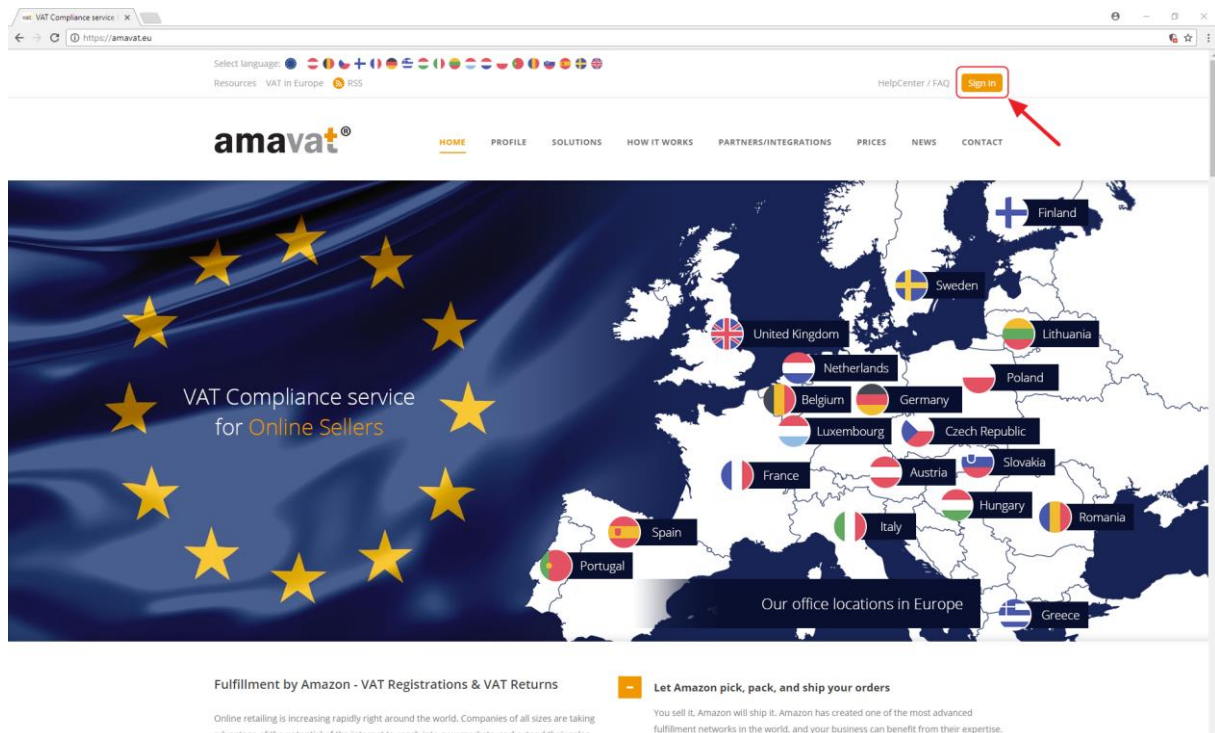 VAT Compliance service
https://amavat.eu
Select language:
Resources VAT in Europe RSS
HelpCenter / FAQ Sign In
amavat®
HOME PROFILE SOLUTIONS HOW IT WORKS PARTNERS/INTEGRATIONS PRICES NEWS CONTACT
VAT Compliance service
for Online Sellers
Finland
Sweden
United Kingdom
Lithuania
Netherlands
Poland
Belgium
Germany
Luxembourg
Czech Republic
France
Austria
Slovakia
Hungary
Romania
Italy
Spain
Portugal
Our office locations in Europe
Greece
Fulfillment by Amazon - VAT Registrations & VAT Returns
Online retailing is increasing rapidly right around the world. Companies of all sizes are taking
Let Amazon pick, pack, and ship your orders
You sell it, Amazon will ship it. Amazon has created one of the most advanced
fulfillment networks in the world, and your business can benefit from their expertise.